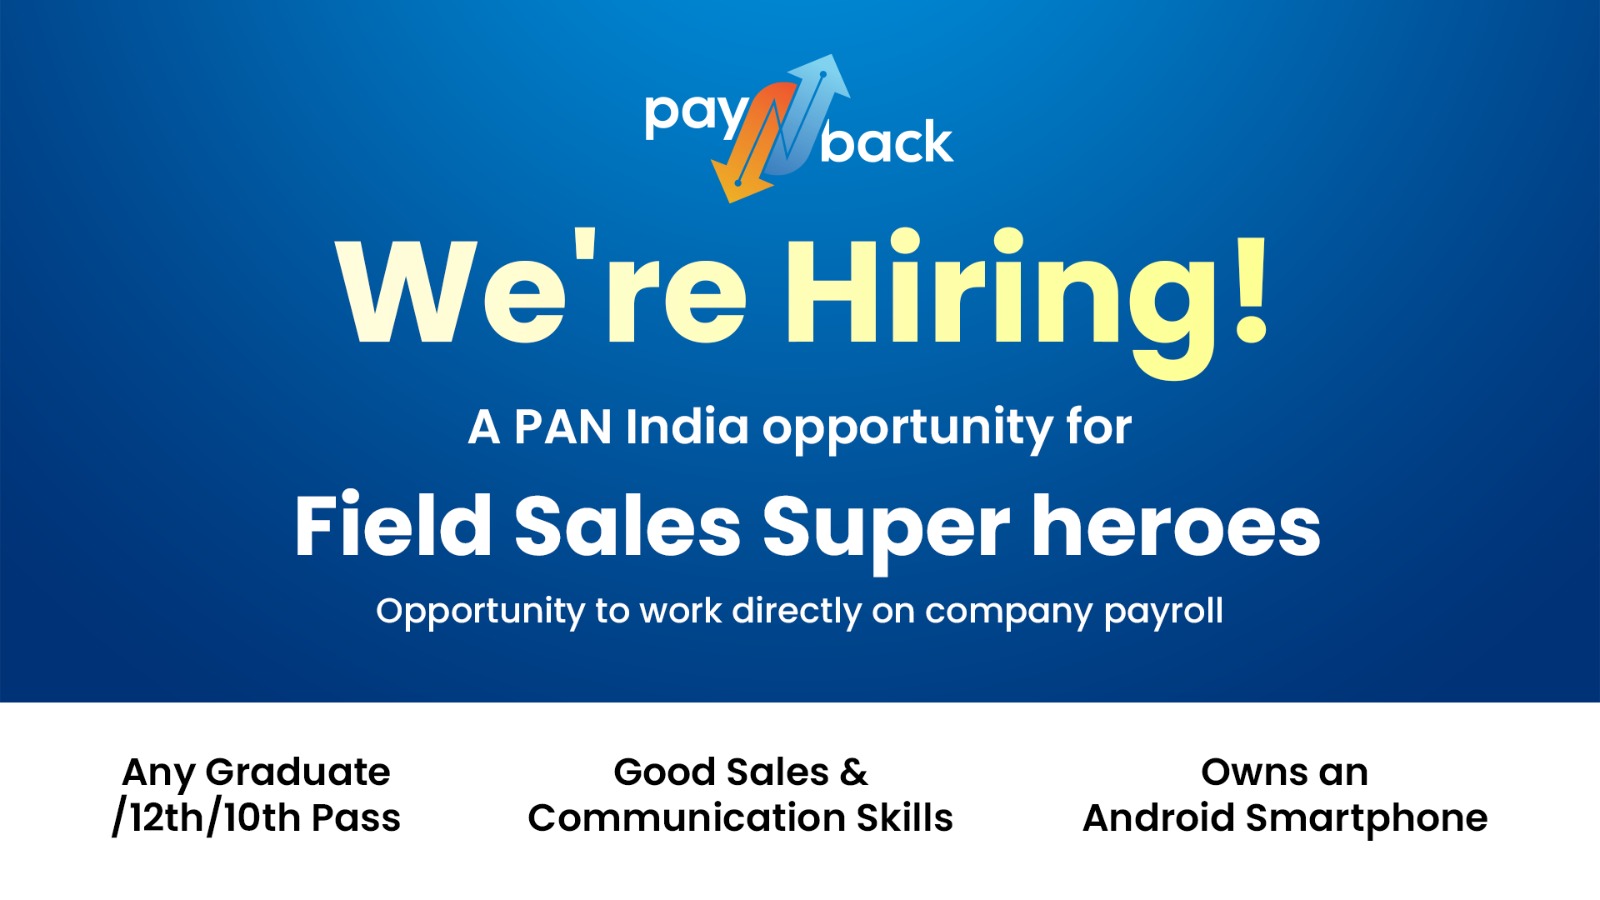 pay back
We're Hiring!
A PAN India opportunity for
Field Sales Super heroes
Opportunity to work directly on company payroll
Any Graduate
/12th/10th Pass
Good Sales &
Communication Skills
Owns an
Android Smartphone